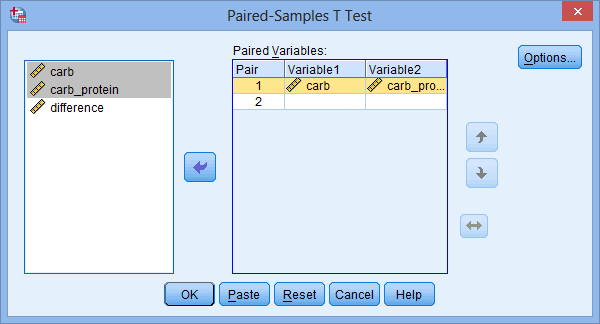 Paired-Samples T Test
carb
carb_protein
difference
Paired Variables:
Pair Variable1 Variable2
1 carb carb_pro...
2
Options...
OK Paste Reset Cancel Help